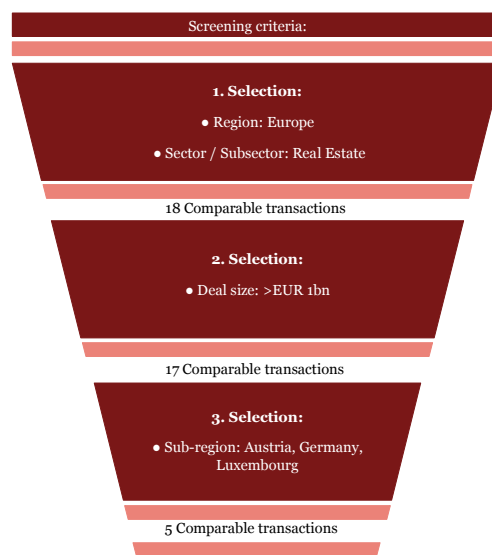 Screening criteria:
1. Selection:
● Region: Europe
● Sector / Subsector: Real Estate
18 Comparable transactions
2. Selection:
● Deal size: >EUR 1bn
17 Comparable transactions
3. Selection:
● Sub-region: Austria, Germany,
Luxembourg
5 Comparable transactions